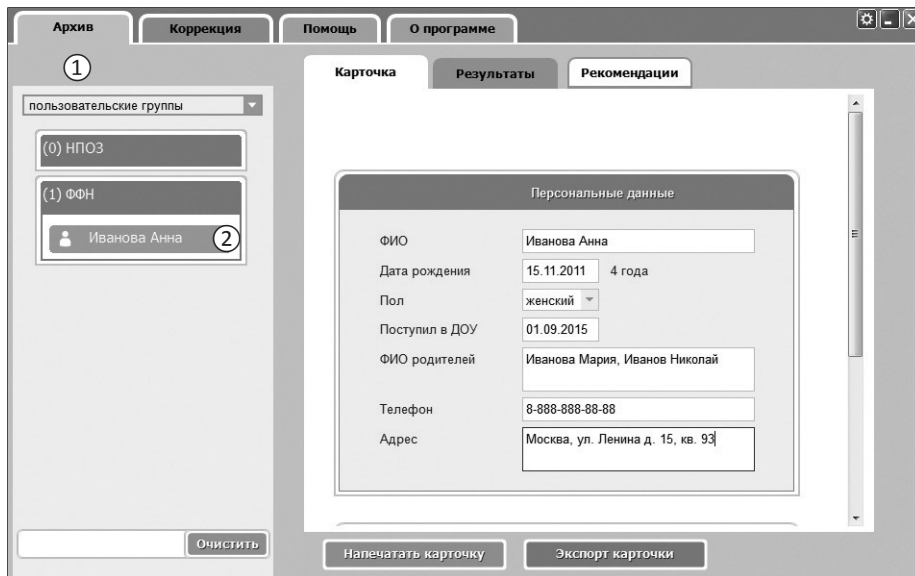 Архив Коррекция Помощь О программе
1
Карточка Результаты Рекомендации
пользовательские группы
(0) НПОЗ
(1) ФФН
Иванова Анна 2
Персональные данные
ФИО Иванова Анна
Дата рождения 15.11.2011 4 года
Пол женский
Поступил в ДОУ 01.09.2015
ФИО родителей Иванова Мария, Иванов Николай
Телефон 8-888-888-88-88
Адрес Москва, ул. Ленина д. 15, кв. 93
Очистить
Напечатать карточку Экспорт карточки